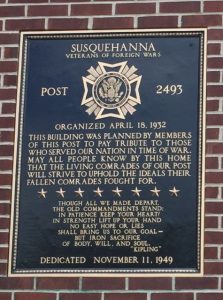 SUSQUEHANNA
VETERANS OF FOREIGN WARS
POST 2493
ORGANIZED APRIL 18, 1932
THIS BUILDING WAS PLANNED BY MEMBERS
OF THIS POST TO PAY TRIBUTE TO THOSE
WHO SERVED OUR NATION IN TIME OF WAR.
MAY ALL PEOPLE KNOW BY THIS HOME
THAT THE LIVING COMRADES OF OUR POST
WILL STRIVE TO UPHOLD THE IDEALS THEIR
FALLEN COMRADES FOUGHT FOR.
THOUGH ALL WE MADE DEPART,
THE OLD COMMANDMENTS STAND;
IN PATIENCE KEEP YOUR HEART
IN STRENGTH LIFT UP YOUR HAND
NO EASY HOPE OR LIES
SHALL BRING US TO OUR GOAL —
BUT IRON SACRIFICE
OF BODY, WILL, AND SOUL.
"KIPLING"
DEDICATED NOVEMBER 11, 1949